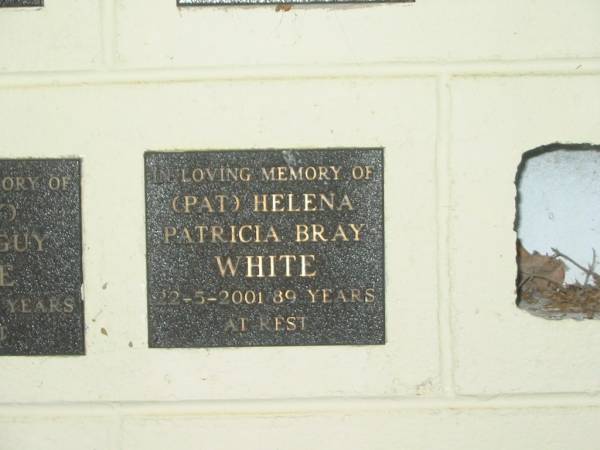 ORY OF
GUY
E
YEARS
IN LOVING MEMORY OF
(PAT) HELENA
PATRICIA BRAY
WHITE
22-5-2001 89 YEARS
AT REST